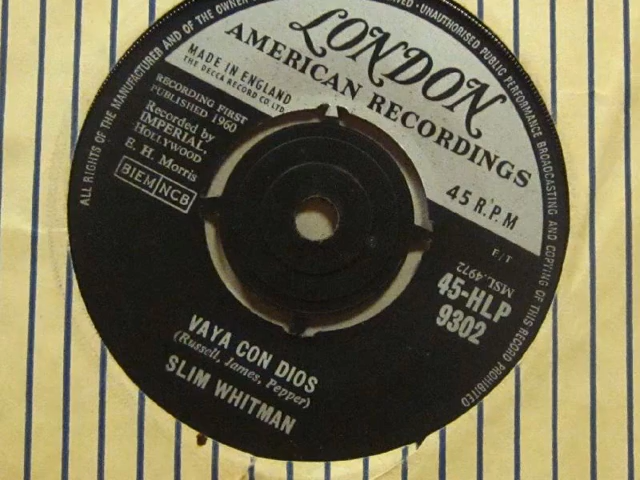 ALL RIGHTS OF THE MANUFACTURER AND OF THE OWNER
UNAUTHORISED PUBLIC PERFORMANCE BROADCASTING AND COPYING OF THIS RECORD PROHIBITED
LONDON
AMERICAN RECORDINGS
MADE IN ENGLAND
THE DECCA RECORD CO LTD.
45 R.P.M
RECORDING FIRST
PUBLISHED 1960
Recorded by
IMPERIAL,
HOLLYWOOD
E. H. Morris
BIEM NCB
MSL.4972
45-HLP
9302
VAYA CON DIOS
(Russell, James, Pepper)
SLIM WHITMAN